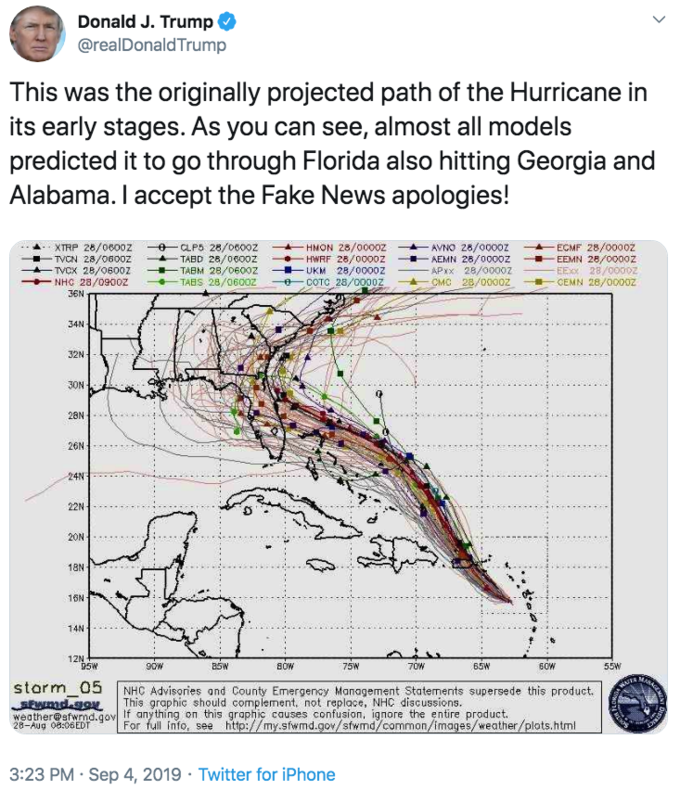 Donald J. Trump
@realDonaldTrump
This was the originally projected path of the Hurricane in
its early stages. As you can see, almost all models
predicted it to go through Florida also hitting Georgia and
Alabama. I accept the Fake News apologies!
XTRP 28/0600Z CLP5 28/0600Z HMON 28/0000Z AVNO 28/0000Z ECMF 28/0000Z
TVCN 28/0600Z TABD 28/0600Z HWRF 28/0000Z AEMN 28/0000Z EEMN 28/0000Z
TVCX 28/0600Z TABM 28/0600Z UKM 28/0000Z APxx 28/0000Z EExx 28/0000Z
NHC 28/0900Z TABS 28/0600Z COTC 28/0000Z CMC 28/0000Z CEMN 28/0000Z
36N
34N
32N
30N
28N
26N
24N
22N
20N
18N
16N
14N
12N
95W 90W 85W 80W 75W 70W 65W 60W 55W
storm_05
sfwmd.gov
weather@sfwmd.gov
28-Aug 08:06EDT
NHC Advisories and County Emergency Management Statements supersede this product.
This graphic should complement, not replace, NHC discussions.
If anything on this graphic causes confusion, ignore the entire product.
For full info, see http://my.sfwmd.gov/sfwmd/common/images/weather/plots.html
3:23 PM · Sep 4, 2019 · Twitter for iPhone